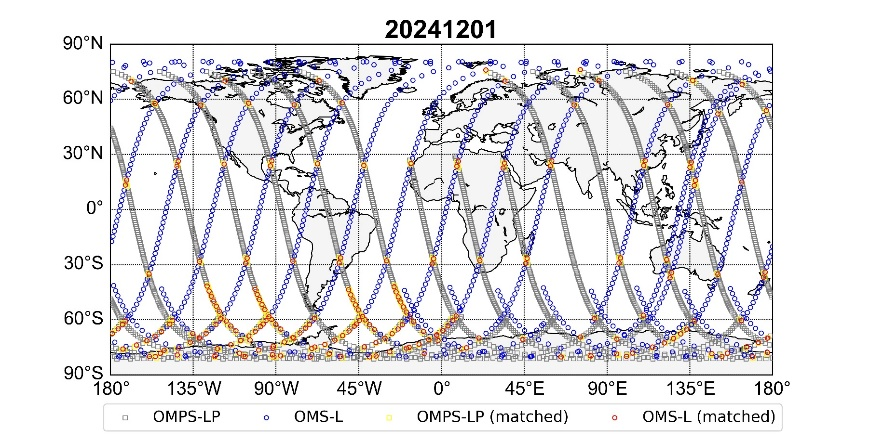 20241201
90°N
60°N
30°N
0°
30°S
60°S
90°S
180° 135°W 90°W 45°W 0° 45°E 90°E 135°E 180°
OMPS-LP OMS-L OMPS-LP (matched) OMS-L (matched)